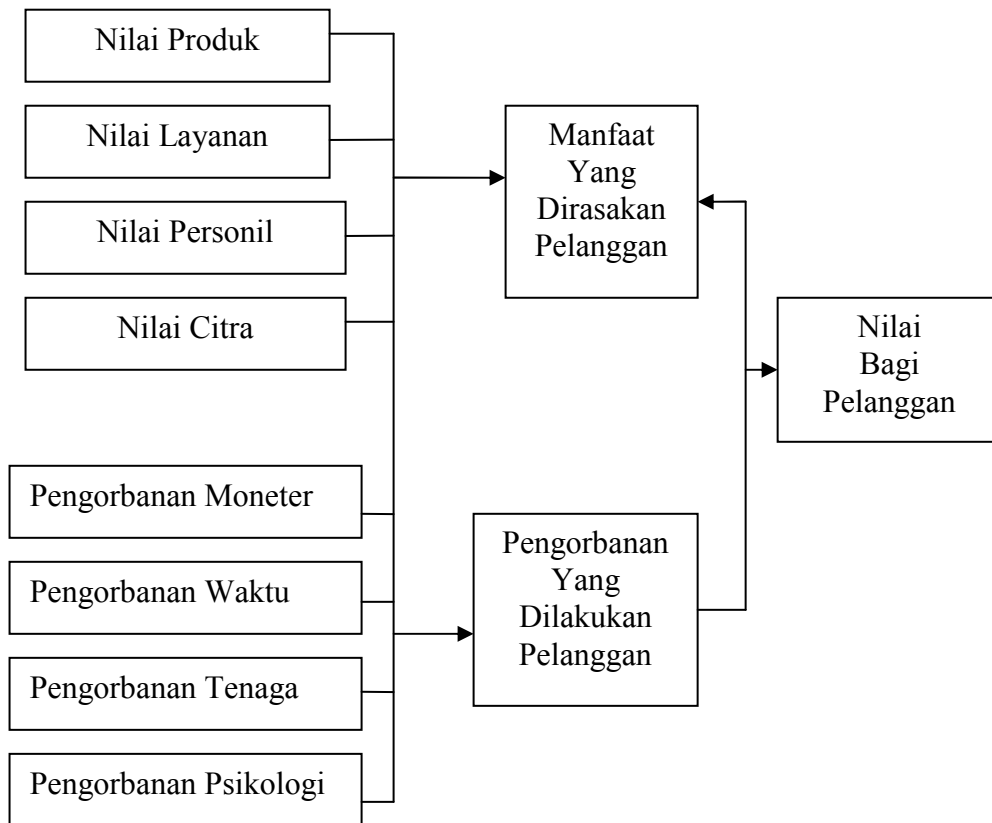 Nilai Produk
Nilai Layanan
Nilai Personil
Nilai Citra
Manfaat
Yang
Dirasakan
Pelanggan
Nilai
Bagi
Pelanggan
Pengorbanan Moneter
Pengorbanan Waktu
Pengorbanan Tenaga
Pengorbanan Psikologi
Pengorbanan
Yang
Dilakukan
Pelanggan